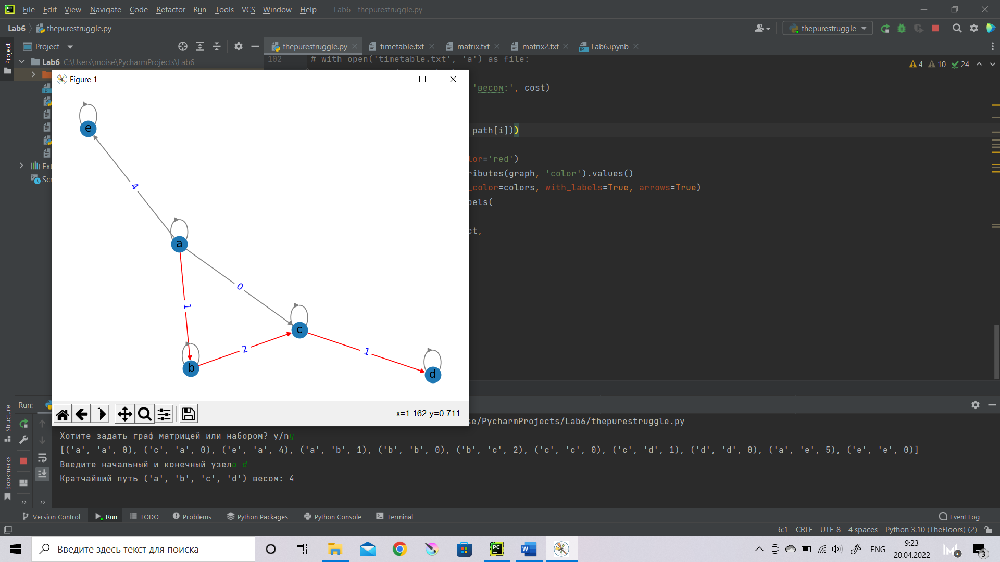 File Edit View Navigate Code Refactor Run Tools VCS Window Help Lab6 - thepurestruggle.py
Lab6 thepurestruggle.py
thepurestruggle
Project
Project
thepurestruggle.py timetable.txt matrix.txt matrix2.txt Lab6.ipynb
Lab6 C:\Users\moise\PycharmProjects\Lab6
102 # with open('timetable.txt', 'a') as file:
4 10 24
Figure 1
'весом:', cost)
path[i]))
lor='red')
ributes(graph, 'color').values()
_color=colors, with_labels=True, arrows=True)
bels(
ct,
Ext
Scr
e
4
a
0
1
c
2
1
b
d
x=1.162 y=0.711
Run:
Structure
Bookmarks
se/PycharmProjects/Lab6/thepurestruggle.py
Хотите задать граф матрицей или набором? y/ny
[('a', 'a', 0), ('c', 'a', 0), ('e', 'a', 4), ('a', 'b', 1), ('b', 'b', 0), ('b', 'c', 2), ('c', 'c', 0), ('c', 'd', 1), ('d', 'd', 0), ('a', 'e', 5), ('e', 'e', 0)]
Введите начальный и конечный узелa d
Кратчайший путь ('a', 'b', 'c', 'd') весом: 4
Version Control Run TODO Problems Python Packages Python Console Terminal Event Log
6:1 CRLF UTF-8 4 spaces Python 3.10 (TheFloors) (2)
Введите здесь текст для поиска
ENG
9:23
20.04.2022
2
3